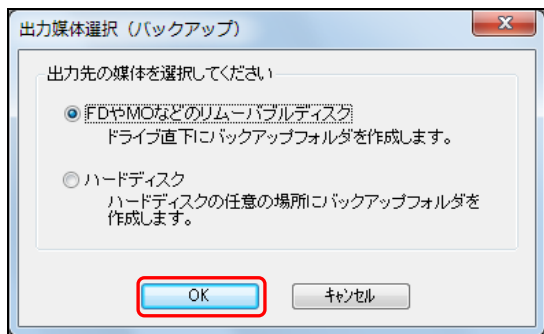 出力媒体選択（バックアップ）
出力先の媒体を選択してください
FDやMOなどのリムーバブルディスク
ドライブ直下にバックアップフォルダを作成します。
ハードディスク
ハードディスクの任意の場所にバックアップフォルダを
作成します。
OK
キャンセル